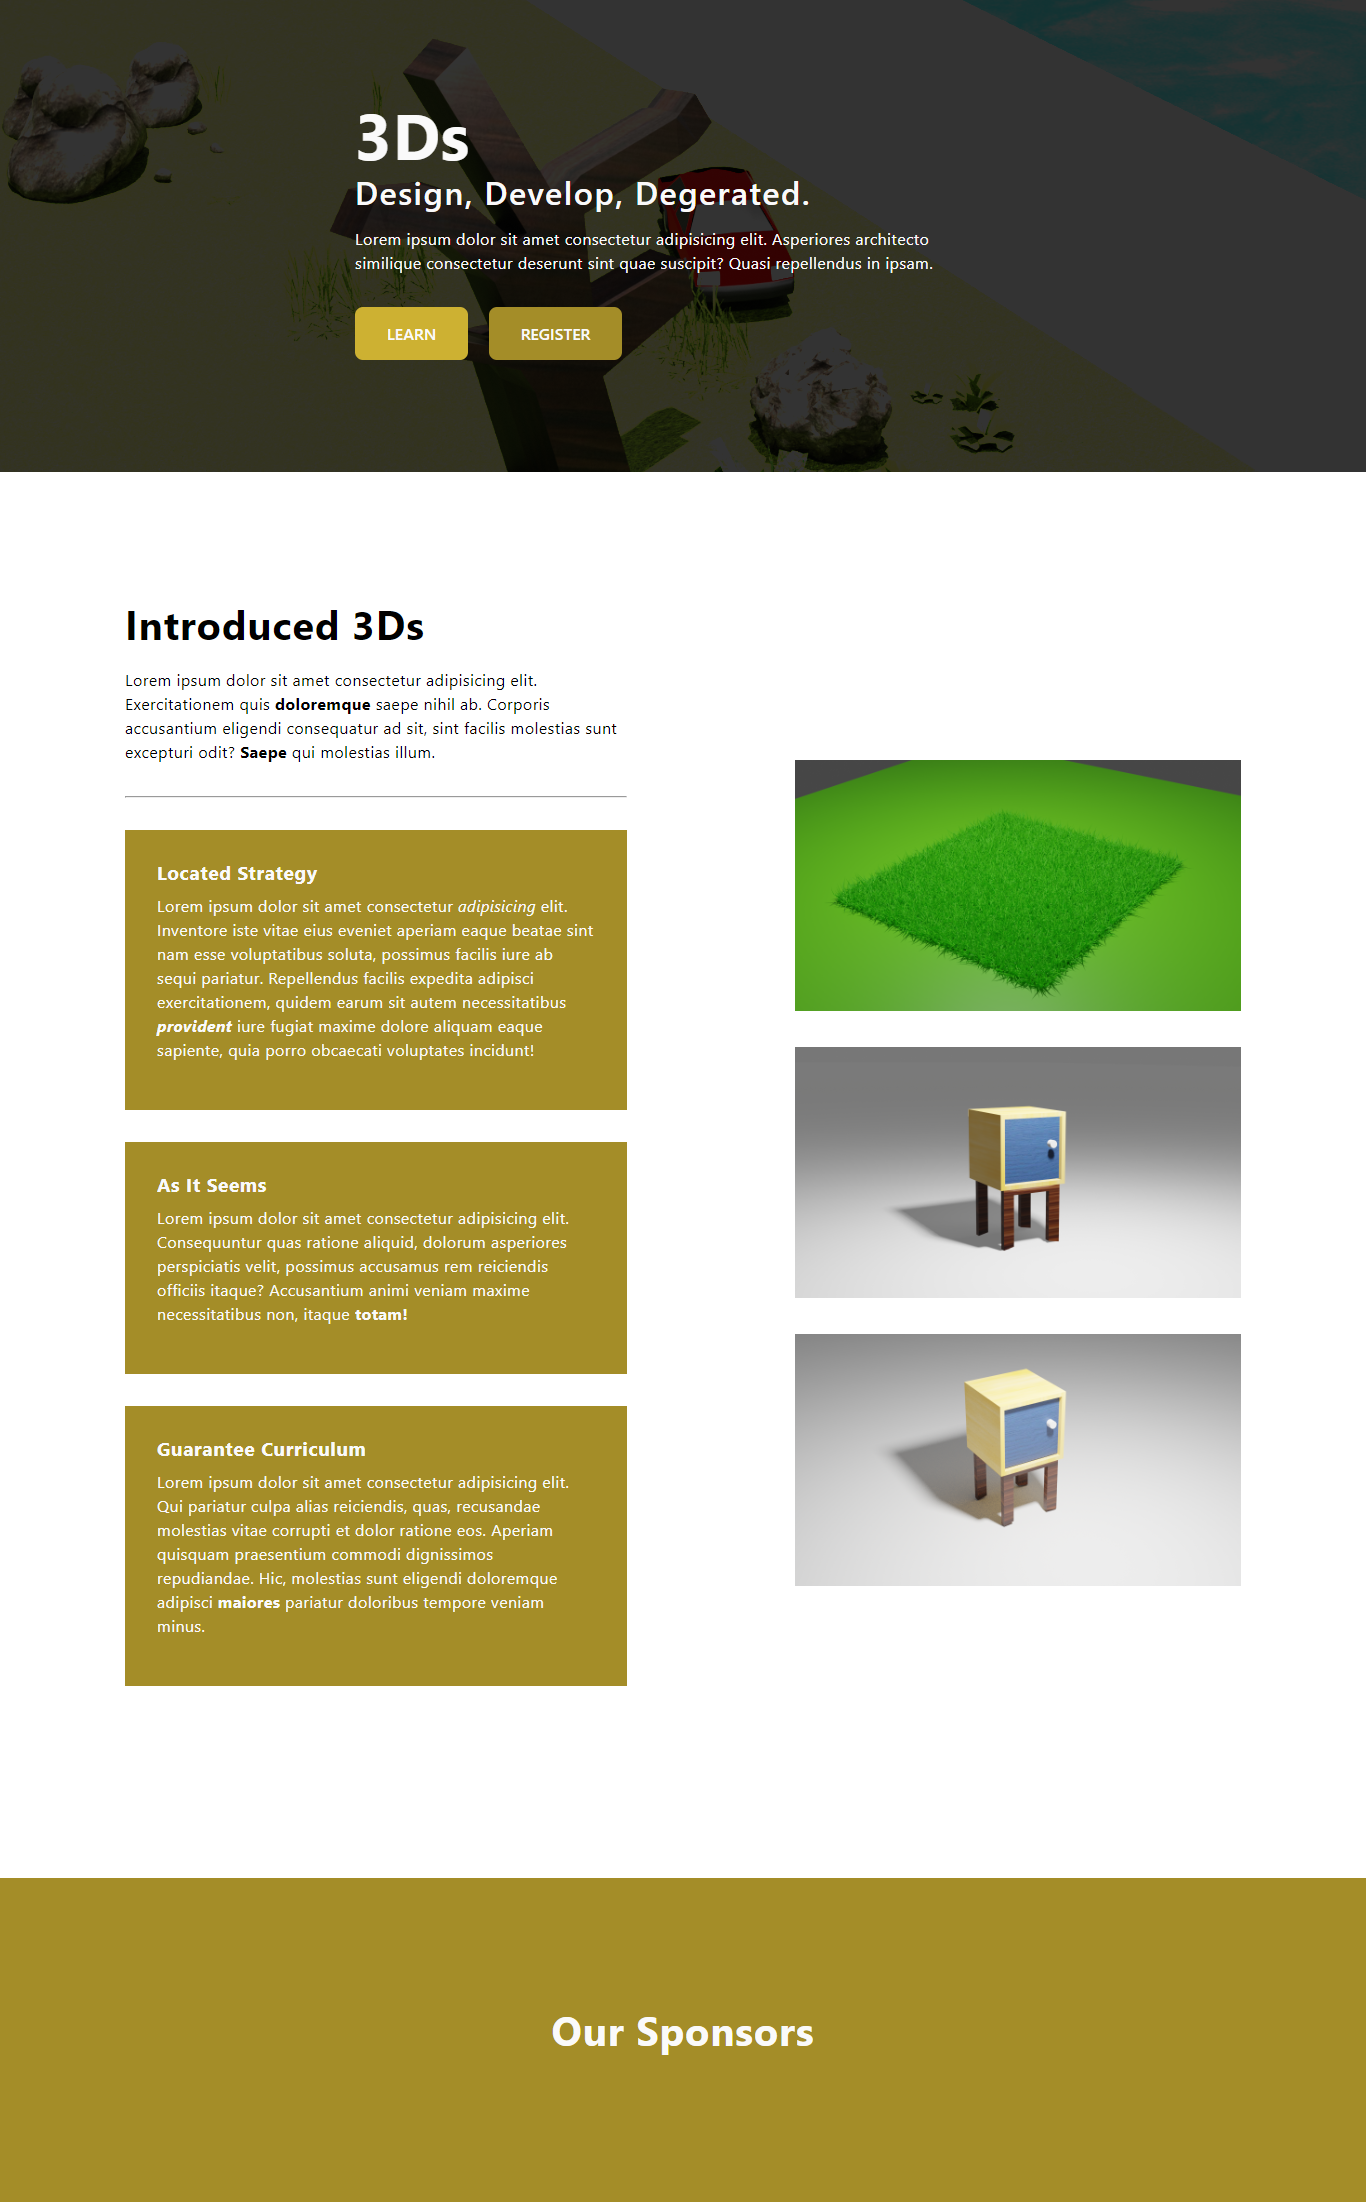 3Ds
Design, Develop, Degerated.
Lorem ipsum dolor sit amet consectetur adipisicing elit. Asperiores architecto
similique consectetur deserunt sint quae suscipit? Quasi repellendus in ipsam.
LEARN
REGISTER
Introduced 3Ds
Lorem ipsum dolor sit amet consectetur adipisicing elit.
Exercitationem quis doloremque saepe nihil ab. Corporis
accusantium eligendi consequatur ad sit, sint facilis molestias sunt
excepturi odit? Saepe qui molestias illum.
Located Strategy
Lorem ipsum dolor sit amet consectetur adipisicing elit.
Inventore iste vitae eius eveniet aperiam eaque beatae sint
nam esse voluptatibus soluta, possimus facilis iure ab
sequi pariatur. Repellendus facilis expedita adipisci
exercitationem, quidem earum sit autem necessitatibus
provident iure fugiat maxime dolore aliquam eaque
sapiente, quia porro obcaecati voluptates incidunt!
As It Seems
Lorem ipsum dolor sit amet consectetur adipisicing elit.
Consequuntur quas ratione aliquid, dolorum asperiores
perspiciatis velit, possimus accusamus rem reiciendis
officiis itaque? Accusantium animi veniam maxime
necessitatibus non, itaque totam!
Guarantee Curriculum
Lorem ipsum dolor sit amet consectetur adipisicing elit.
Qui pariatur culpa alias reiciendis, quas, recusandae
molestias vitae corrupti et dolor ratione eos. Aperiam
quisquam praesentium commodi dignissimos
repudiandae. Hic, molestias sunt eligendi doloremque
adipisci maiores pariatur doloribus tempore veniam
minus.
Our Sponsors